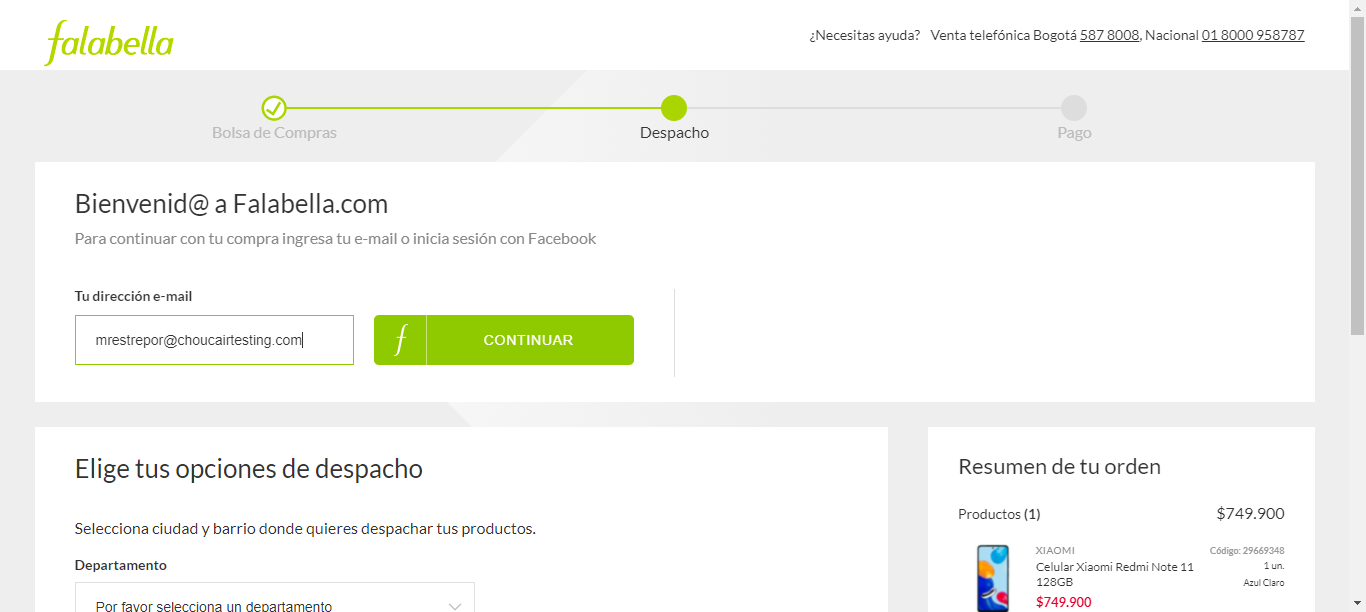 falabella
¿Necesitas ayuda? Venta telefónica Bogotá 587 8008, Nacional 01 8000 958787
Bolsa de Compras
Despacho
Pago
Bienvenid@ a Falabella.com
Para continuar con tu compra ingresa tu e-mail o inicia sesión con Facebook
Tu dirección e-mail
mrestrepor@choucairtesting.com
f CONTINUAR
Elige tus opciones de despacho
Selecciona ciudad y barrio donde quieres despachar tus productos.
Departamento
Por favor selecciona un departamento
Resumen de tu orden
Productos (1) $749.900
XIAOMI Código: 29669348
Celular Xiaomi Redmi Note 11 1 un.
128GB Azul Claro
$749.900